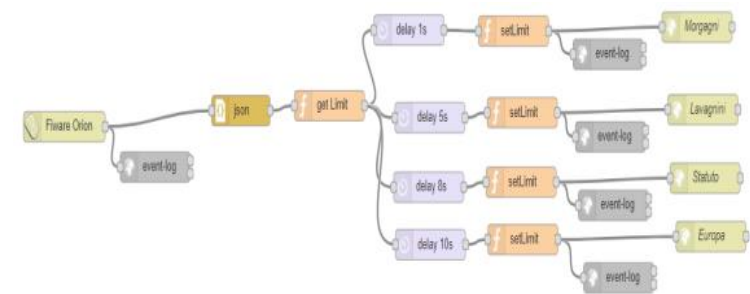 Fiware Orion
event-log
json
get Limit
delay 1s
setLimit
Morgagni
event-log
delay 5s
setLimit
Lavagnini
event-log
delay 8s
setLimit
Statuto
event-log
delay 10s
setLimit
Europa
event-log